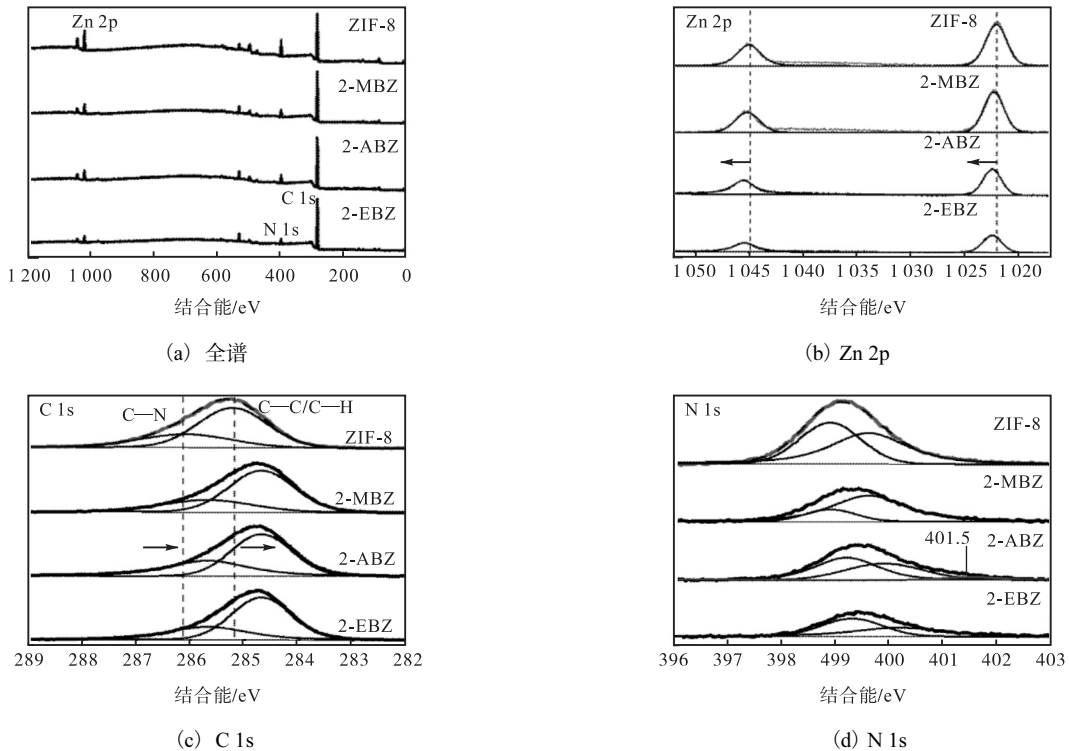 Zn 2p
ZIF-8
2-MBZ
2-ABZ
C 1s
2-EBZ
N 1s
1 200 1 000 800 600 400 200 0
结合能/eV
(a) 全谱
Zn 2p
ZIF-8
2-MBZ
2-ABZ
2-EBZ
1 050 1 045 1 040 1 035 1 030 1 025 1 020
结合能/eV
(b) Zn 2p
C 1s
C—N
C—C/C—H
ZIF-8
2-MBZ
2-ABZ
2-EBZ
289 288 287 286 285 284 283 282
结合能/eV
(c) C 1s
N 1s
ZIF-8
2-MBZ
2-ABZ
401.5
2-EBZ
396 397 398 399 400 401 402 403
结合能/eV
(d) N 1s